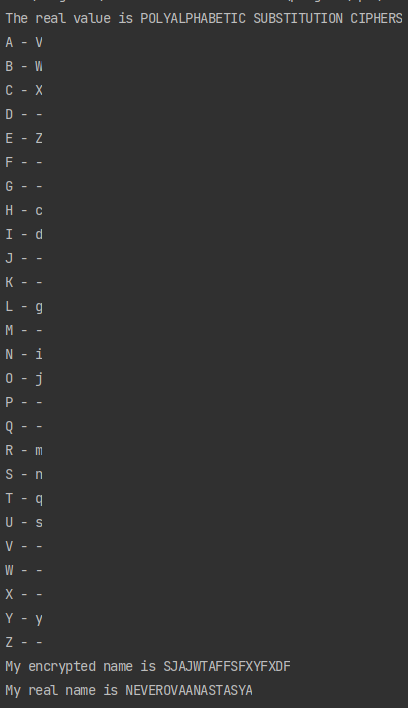 The real value is POLYALPHABETIC SUBSTITUTION CIPHERS
A - V
B - W
C - X
D - -
E - Z
F - -
G - -
H - c
I - d
J - -
K - -
L - g
M - -
N - i
O - j
P - -
Q - -
R - m
S - n
T - q
U - s
V - -
W - -
X - -
Y - y
Z - -
My encrypted name is SJAJWTAFFSFXYFXDF
My real name is NEVEROVAANASTASYA